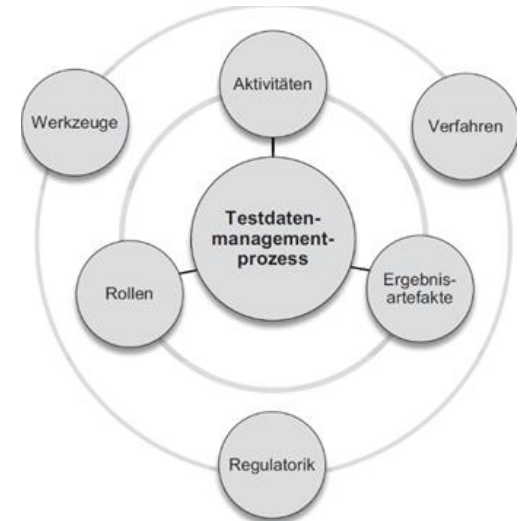 Aktivitäten
Werkzeuge
Verfahren
Testdaten-
management-
prozess
Rollen
Ergebnis-
artefakte
Regulatorik